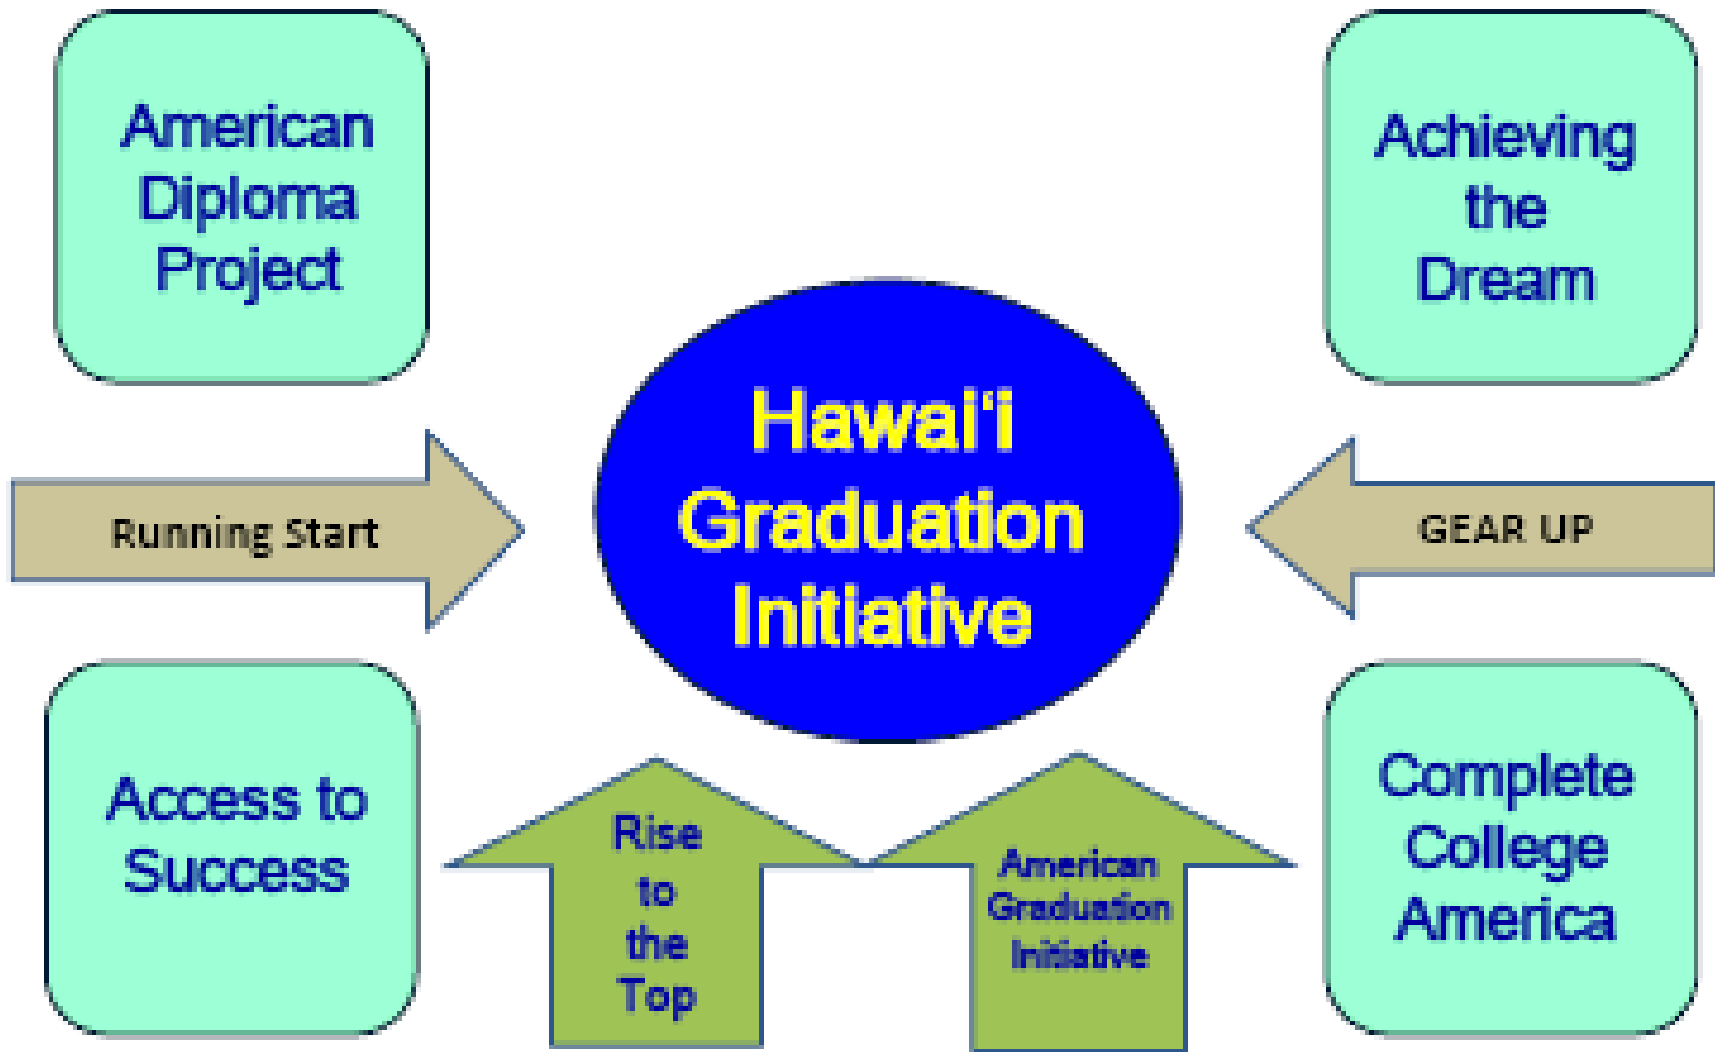 American
Diploma
Project
Achieving
the
Dream
Hawai‘i
Graduation
Initiative
Running Start
GEAR UP
Access to
Success
Rise
to
the
Top
American
Graduation
Initiative
Complete
College
America